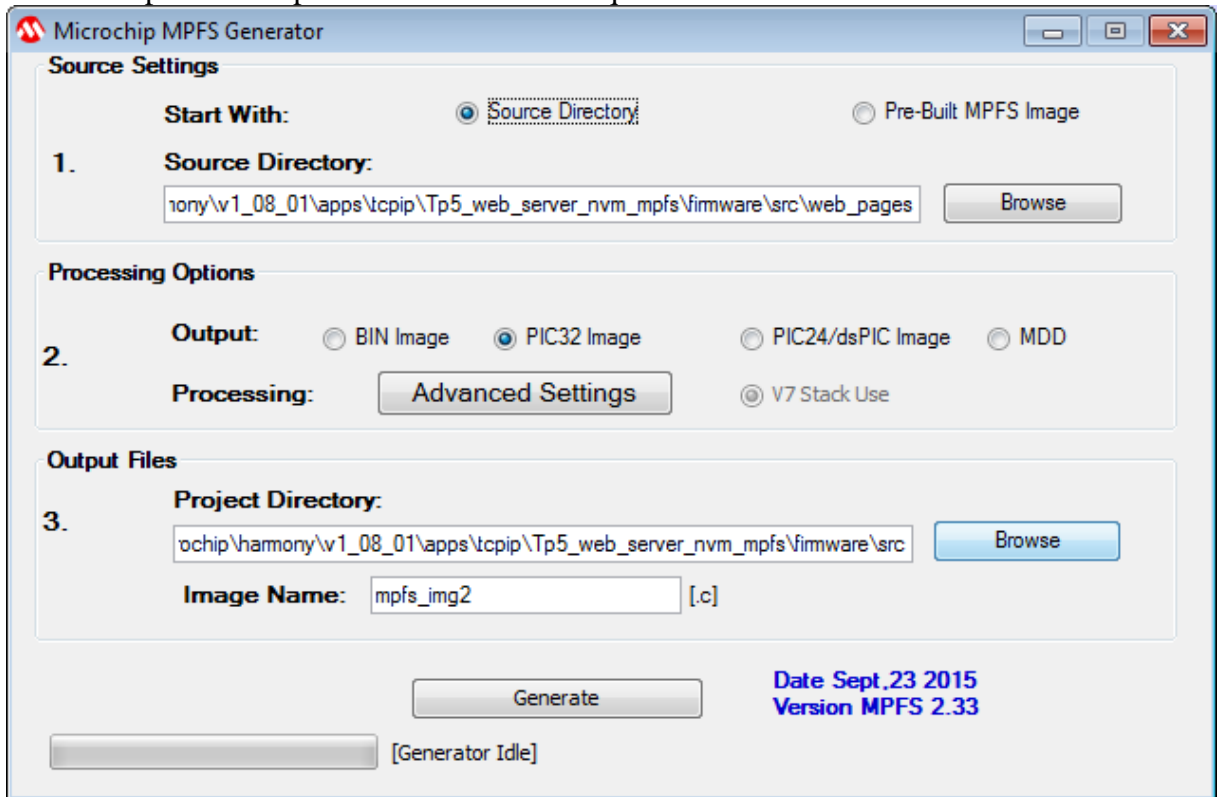 Microchip MPFS Generator
Source Settings
Start With: Source Directory Pre-Built MPFS Image
1. Source Directory:
nony\v1_08_01\apps\tcpip\Tp5_web_server_nvm_mpfs\firmware\src\web_pages Browse
Processing Options
Output: BIN Image PIC32 Image PIC24/dsPIC Image MDD
2.
Processing: Advanced Settings V7 Stack Use
Output Files
Project Directory:
3.
ochip\harmony\v1_08_01\apps\tcpip\Tp5_web_server_nvm_mpfs\firmware\src Browse
Image Name: mpfs_img2 [.c]
Generate
Date Sept,23 2015
Version MPFS 2.33
[Generator Idle]